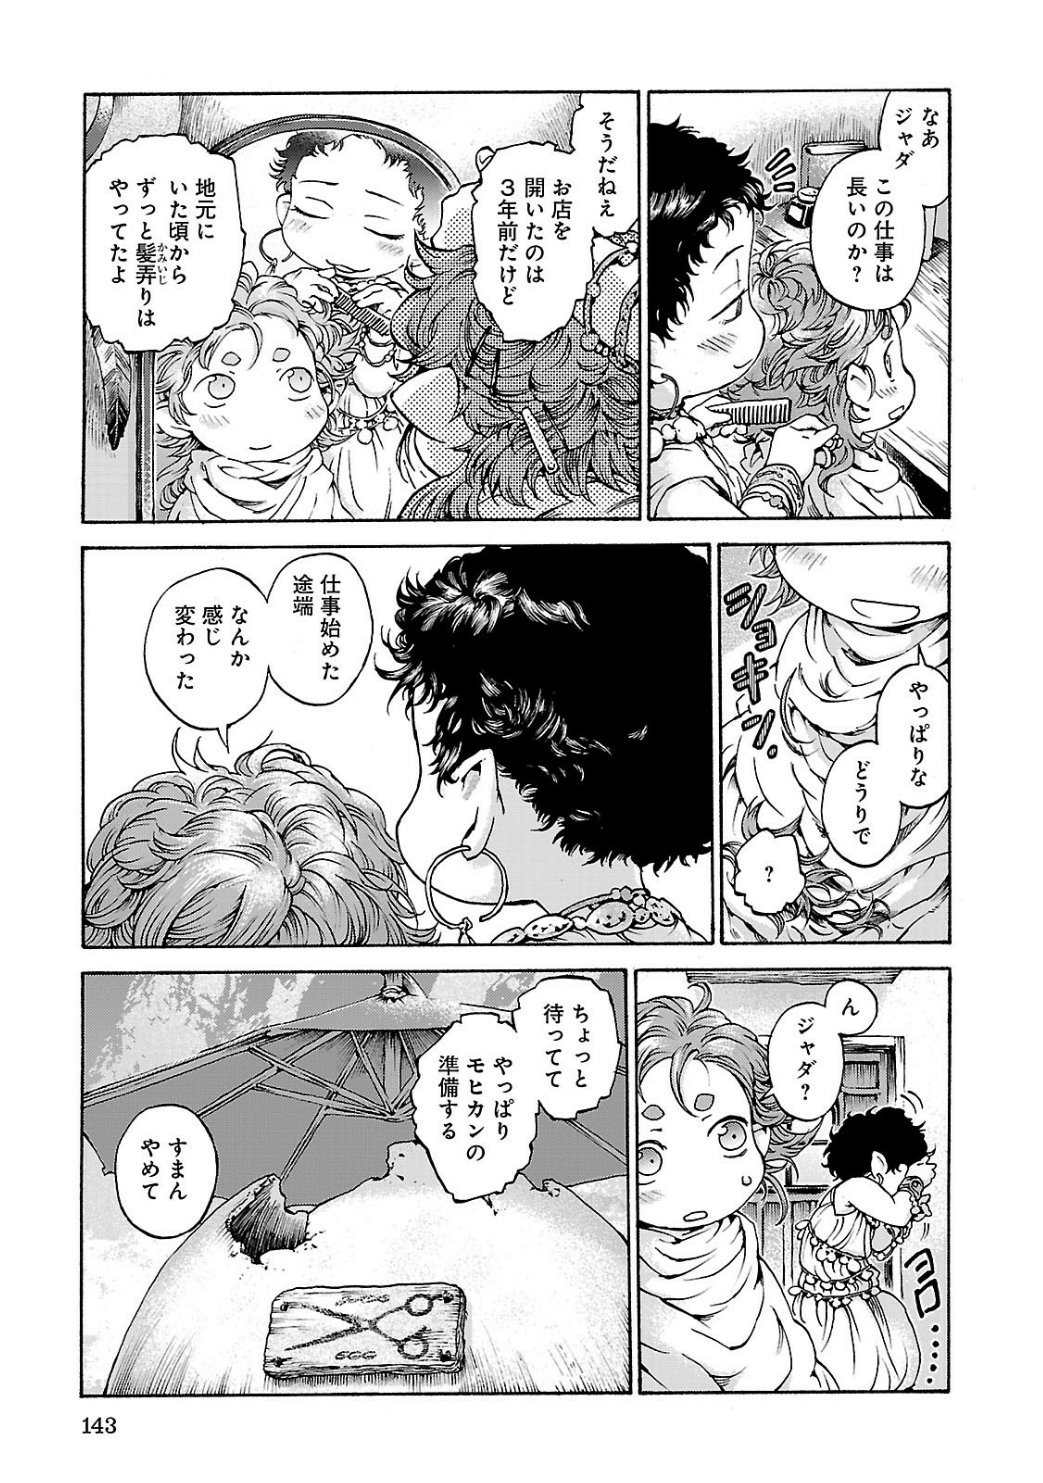 なあ
ジャダ
この仕事は
長いのか?
そうだねぇ
お店を
開いたのは
3年前だけど
地元に
いた頃から
ずっと髪弄りは
かみいじ
やってたよ
ショキン。
やっぱりな
どうりで
?
仕事始めた
途端
なんか
感じ
変わった
ん
ジャダ?
ちょっと
待ってて
やっぱり
モヒカンの
準備する
すまん
やめて
EGG
143